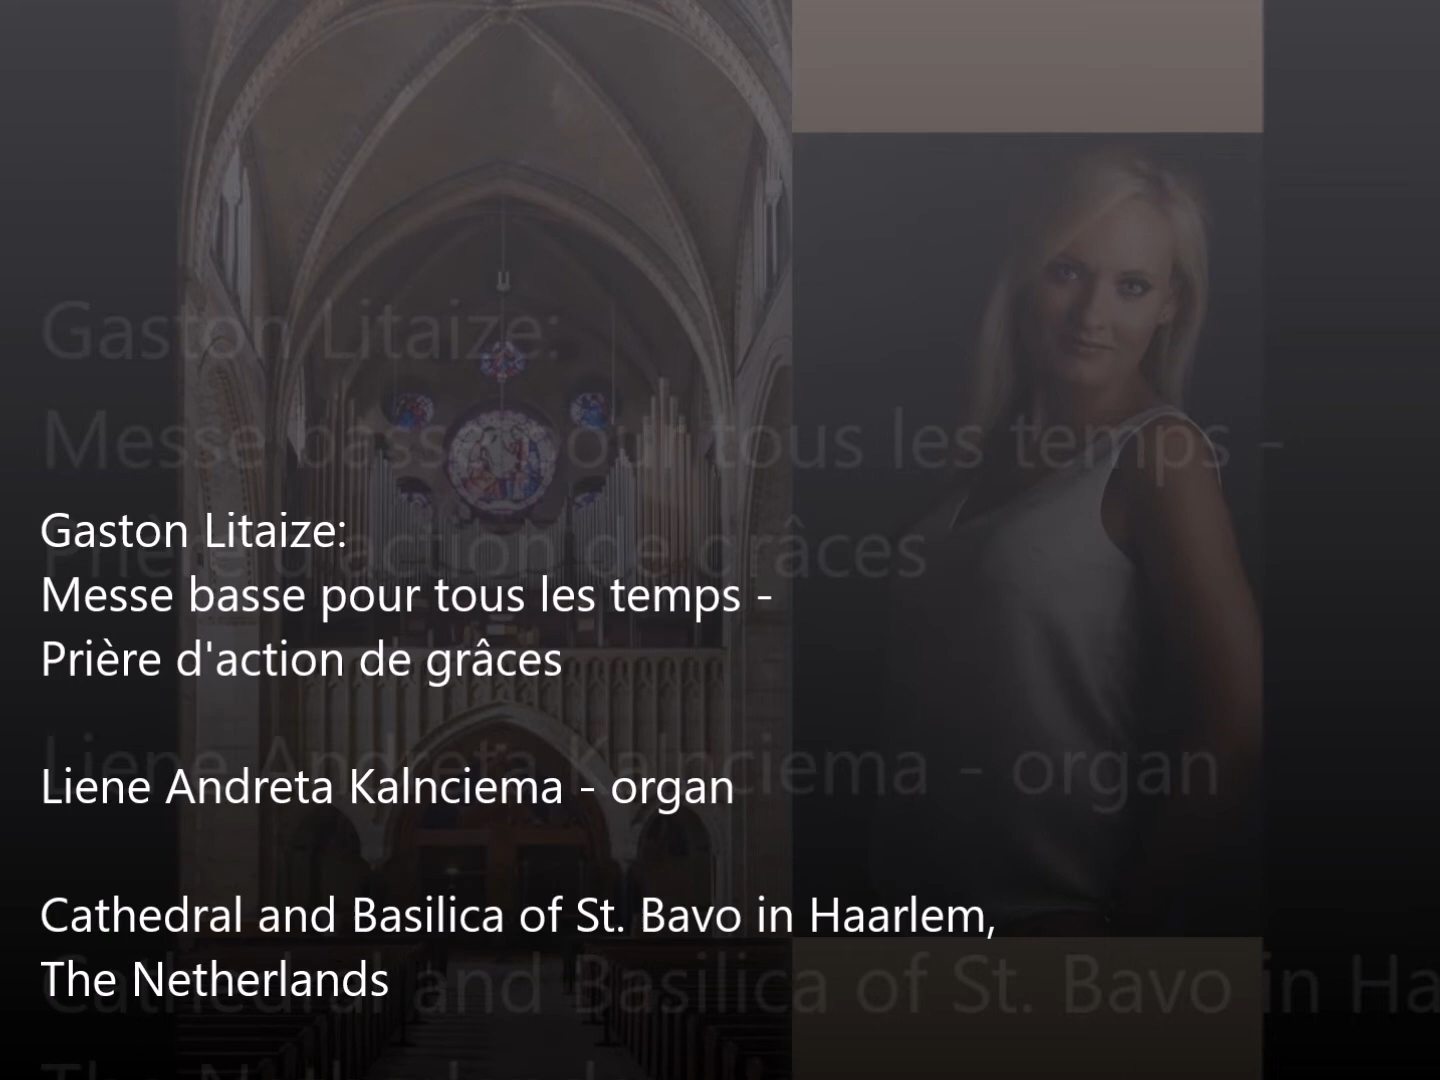 Gaston Litaize:
Messe basse pour tous les temps -
Prière d'action de grâces
Liene Andreta Kalnciema - organ
Cathedral and Basilica of St. Bavo in Haarlem,
The Netherlands